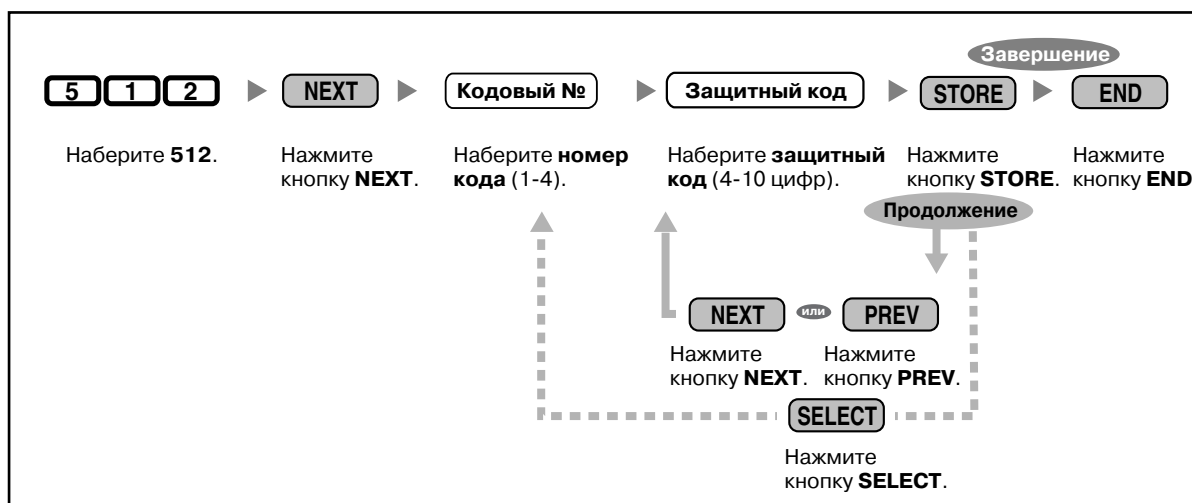 Завершение
5 1 2 NEXT Кодовый № Защитный код STORE END
Наберите 512. Нажмите Наберите номер Наберите защитный Нажмите Нажмите
кнопку NEXT. кода (1-4). код (4-10 цифр). кнопку STORE. кнопку END
Продолжение
NEXT или PREV
Нажмите Нажмите
кнопку NEXT. кнопку PREV.
SELECT
Нажмите
кнопку SELECT.